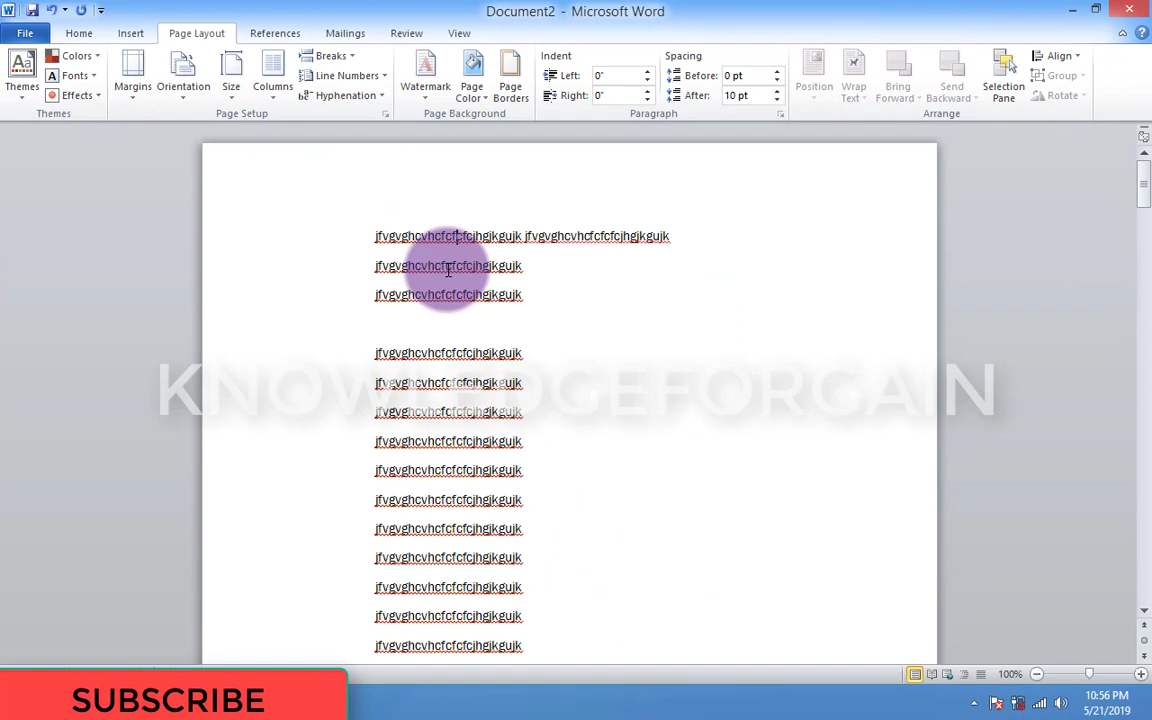 Document2 - Microsoft Word
File Home Insert Page Layout References Mailings Review View
Themes
Colors
Fonts
Effects
Themes
Margins
Orientation
Size
Columns
Breaks
Line Numbers
Hyphenation
Page Setup
Watermark
Page Color
Page Borders
Page Background
Indent
Left: 0"
Right: 0"
Spacing
Before: 0 pt
After: 10 pt
Paragraph
Position
Wrap Text
Bring Forward
Send Backward
Selection Pane
Align
Group
Rotate
Arrange
jfvgvghcvhcfcfcfcjhgjkgujk jfvgvghcvhcfcfcfcjhgjkgujk
jfvgvghcvhcfcfcfcjhgjkgujk
jfvgvghcvhcfcfcfcjhgjkgujk
jfvgvghcvhcfcfcfcjhgjkgujk
jfvgvghcvhcfcfcfcjhgjkgujk
jfvgvghcvhcfcfcfcjhgjkgujk
jfvgvghcvhcfcfcfcjhgjkgujk
jfvgvghcvhcfcfcfcjhgjkgujk
jfvgvghcvhcfcfcfcjhgjkgujk
jfvgvghcvhcfcfcfcjhgjkgujk
jfvgvghcvhcfcfcfcjhgjkgujk
jfvgvghcvhcfcfcfcjhgjkgujk
jfvgvghcvhcfcfcfcjhgjkgujk
jfvgvghcvhcfcfcfcjhgjkgujk
KNOWLEDGEFORGAIN
100%
SUBSCRIBE
10:56 PM
5/21/2019